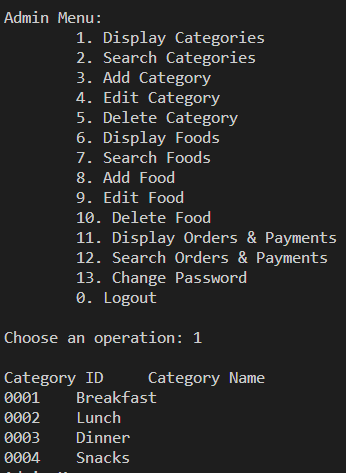 Admin Menu:
1. Display Categories
2. Search Categories
3. Add Category
4. Edit Category
5. Delete Category
6. Display Foods
7. Search Foods
8. Add Food
9. Edit Food
10. Delete Food
11. Display Orders & Payments
12. Search Orders & Payments
13. Change Password
0. Logout
Choose an operation: 1
Category ID Category Name
0001 Breakfast
0002 Lunch
0003 Dinner
0004 Snacks